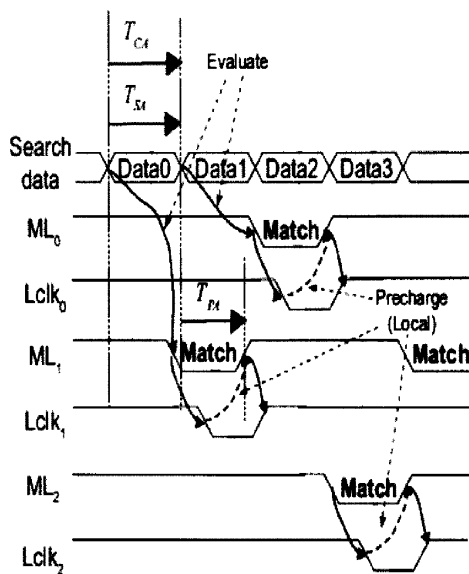 T_CA
Evaluate
T_SA
Search data
Data0 Data1 Data2 Data3
ML_0
Match
Lclk_0
Precharge (Local)
T_PA
ML_1
Match
Match
Lclk_1
ML_2
Match
Lclk_2